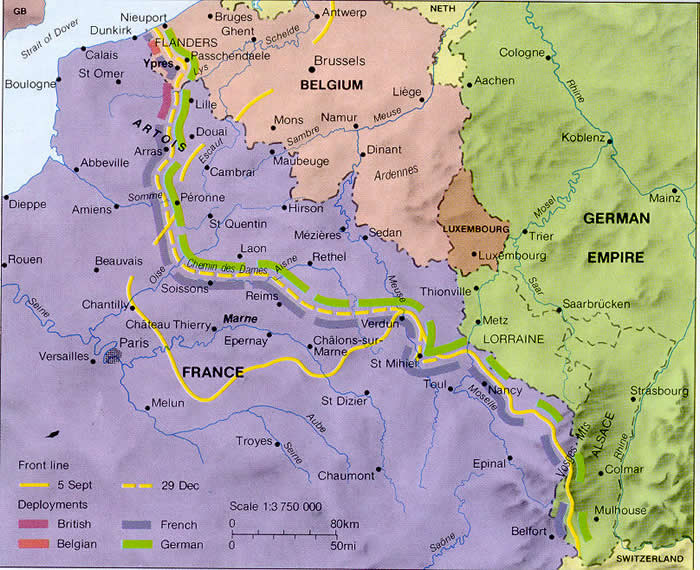 GB
Strait of Dover
Nieuport
Dunkirk
Calais
St Omer
Boulogne
FLANDERS
Passchendaele
Ypres
Lys
Bruges
Ghent
Schelde
Antwerp
NETH
Brussels
BELGIUM
Liège
Aachen
Cologne
Rhine
Koblenz
Mainz
Lille
ARTOIS
Douai
Arras
Escaut
Cambrai
Mons
Sambre
Maubeuge
Namur
Meuse
Dinant
Ardennes
Abbeville
Dieppe
Amiens
Somme
Péronne
St Quentin
Hirson
Mézières
Sedan
LUXEMBOURG
Luxembourg
Mosel
Trier
GERMAN
EMPIRE
Rouen
Beauvais
Oise
Laon
Chemin des Dames
Aisne
Rethel
Soissons
Reims
Meuse
Thionville
Saar
Saarbrücken
Metz
LORRAINE
Seine
Chantilly
Château Thierry
Marne
Epernay
Châlons-sur-
Marne
Verdun
St Mihiel
Versailles
Paris
FRANCE
Toul
Nancy
Moselle
Strasbourg
Melun
St Dizier
Aube
Troyes
Seine
Chaumont
Epinal
Vosges Mts
ALSACE
Rhine
Colmar
Mulhouse
Belfort
Saône
SWITZERLAND
Front line
5 Sept
29 Dec
Deployments
British
French
Belgian
German
Scale 1:3 750 000
0
80km
0
50mi